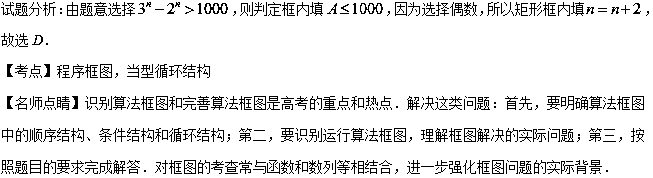 试题分析：由题意选择3ⁿ−2ⁿ>1000，则判定框内填A≤1000，因为选择偶数，所以矩形框内填n=n+2，
故选D．
【考点】程序框图，当型循环结构
【名师点睛】识别算法框图和完善算法框图是高考的重点和热点．解决这类问题：首先，要明确算法框图
中的顺序结构、条件结构和循环结构；第二，要识别运行算法框图，理解框图解决的实际问题；第三，按
照题目的要求完成解答．对框图的考查常与函数和数列等相结合，进一步强化框图问题的实际背景．